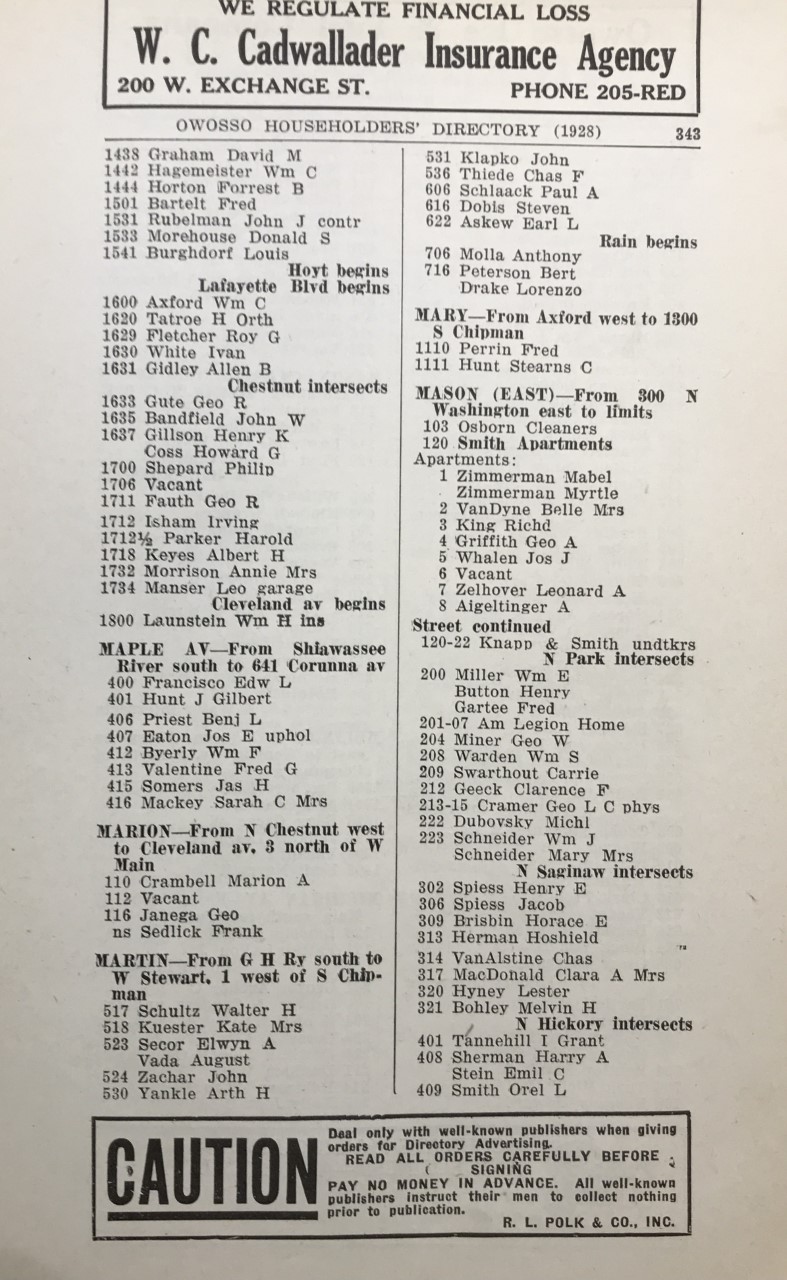 WE REGULATE FINANCIAL LOSS
W. C. Cadwallader Insurance Agency
200 W. EXCHANGE ST. PHONE 205-RED
OWOSSO HOUSEHOLDERS' DIRECTORY (1928) 343
1438 Graham David M
1442 Hagemeister Wm C
1444 Horton Forrest B
1501 Bartelt Fred
1531 Rubelman John J contr
1533 Morehouse Donald S
1541 Burghdorf Louis
Hoyt begins
Lafayette Blvd begins
1600 Axford Wm C
1620 Tatroe H Orth
1629 Fletcher Roy G
1630 White Ivan
1631 Gidley Allen B
Chestnut intersects
1633 Gute Geo R
1635 Bandfield John W
1637 Gillson Henry K
Coss Howard G
1700 Shepard Philip
1706 Vacant
1711 Fauth Geo R
1712 Isham Irving
1712½ Parker Harold
1718 Keyes Albert H
1732 Morrison Annie Mrs
1734 Manser Leo garage
Cleveland av begins
1800 Launstein Wm H ins
MAPLE AV—From Shiawassee
River south to 641 Corunna av
400 Francisco Edw L
401 Hunt J Gilbert
406 Priest Benj L
407 Eaton Jos E uphol
412 Byerly Wm F
413 Valentine Fred G
415 Somers Jas H
416 Mackey Sarah C Mrs
MARION—From N Chestnut west
to Cleveland av, 3 north of W
Main
110 Crambell Marion A
112 Vacant
116 Janega Geo
ns Sedlick Frank
MARTIN—From G H Ry south to
W Stewart, 1 west of S Chip-
man
517 Schultz Walter H
518 Kuester Kate Mrs
523 Secor Elwyn A
Vada August
524 Zachar John
530 Yankle Arth H
531 Klapko John
536 Thiede Chas F
606 Schlaack Paul A
616 Dobis Steven
622 Askew Earl L
Rain begins
706 Molla Anthony
716 Peterson Bert
Drake Lorenzo
MARY—From Axford west to 1300
S Chipman
1110 Perrin Fred
1111 Hunt Stearns C
MASON (EAST)—From 300 N
Washington east to limits
103 Osborn Cleaners
120 Smith Apartments
Apartments:
1 Zimmerman Mabel
Zimmerman Myrtle
2 VanDyne Belle Mrs
3 King Richd
4 Griffith Geo A
5 Whalen Jos J
6 Vacant
7 Zelhover Leonard A
8 Aigeltinger A
Street continued
120-22 Knapp & Smith undtkrs
N Park intersects
200 Miller Wm E
Button Henry
Gartee Fred
201-07 Am Legion Home
204 Miner Geo W
208 Warden Wm S
209 Swarthout Carrie
212 Geeck Clarence F
213-15 Cramer Geo L C phys
222 Dubovsky Michl
223 Schneider Wm J
Schneider Mary Mrs
N Saginaw intersects
302 Spiess Henry E
306 Spiess Jacob
309 Brisbin Horace E
313 Herman Hoshield
314 VanAlstine Chas
317 MacDonald Clara A Mrs
320 Hyney Lester
321 Bohley Melvin H
N Hickory intersects
401 Tannehill I Grant
408 Sherman Harry A
Stein Emil C
409 Smith Orel L
CAUTION
Deal only with well-known publishers when giving
orders for Directory Advertising.
READ ALL ORDERS CAREFULLY BEFORE
SIGNING
PAY NO MONEY IN ADVANCE. All well-known
publishers instruct their men to collect nothing
prior to publication.
R. L. POLK & CO., INC.